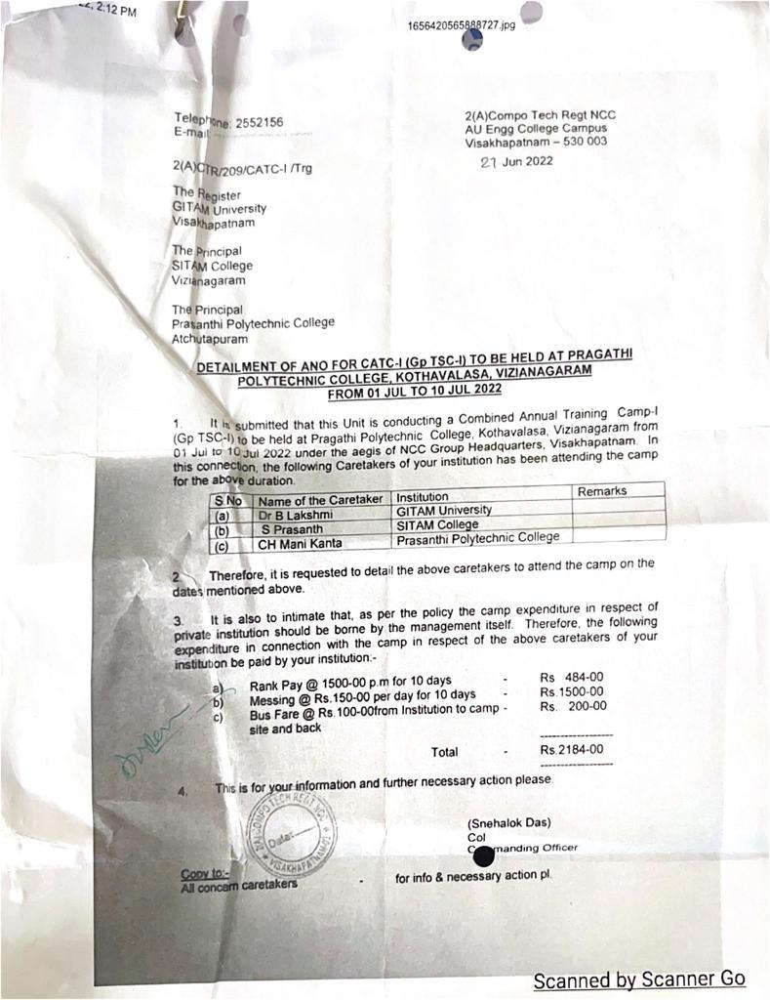 2:12 PM
1656420565888727.jpg
Telephone: 2552156
E-mail
2(A)Compo Tech Regt NCC
AU Engg College Campus
Visakhapatnam – 530 003
27 Jun 2022
2(A)CTR/209/CATC-I /Trg
The Register
GITAM University
Visakhapatnam
The Principal
SITAM College
Vizianagaram
The Principal
Prasanthi Polytechnic College
Atchutapuram
DETAILMENT OF ANO FOR CATC-I (Gp TSC-I) TO BE HELD AT PRAGATHI
POLYTECHNIC COLLEGE, KOTHAVALASA, VIZIANAGARAM
FROM 01 JUL TO 10 JUL 2022
1. It is submitted that this Unit is conducting a Combined Annual Training Camp-I
(Gp TSC-I) to be held at Pragathi Polytechnic College, Kothavalasa, Vizianagaram from
01 Jul to 10 Jul 2022 under the aegis of NCC Group Headquarters, Visakhapatnam. In
this connection, the following Caretakers of your institution has been attending the camp
for the above duration.
S No Name of the Caretaker Institution Remarks
(a) Dr B Lakshmi GITAM University
(b) S Prasanth SITAM College
(c) CH Mani Kanta Prasanthi Polytechnic College
2. Therefore, it is requested to detail the above caretakers to attend the camp on the
dates mentioned above.
3. It is also to intimate that, as per the policy the camp expenditure in respect of
private institution should be borne by the management itself. Therefore, the following
expenditure in connection with the camp in respect of the above caretakers of your
institution be paid by your institution:-
a) Rank Pay @ 1500-00 p.m for 10 days - Rs 484-00
b) Messing @ Rs.150-00 per day for 10 days - Rs.1500-00
c) Bus Fare @ Rs.100-00from Institution to camp - Rs. 200-00
site and back
Total - Rs.2184-00
4. This is for your information and further necessary action please.
2(A)COMPO TECH REGT NCC
Date:
VISAKHAPATNAM
(Snehalok Das)
Col
manding Officer
Copy to:-
All concern caretakers - for info & necessary action pl.
Scanned by Scanner Go